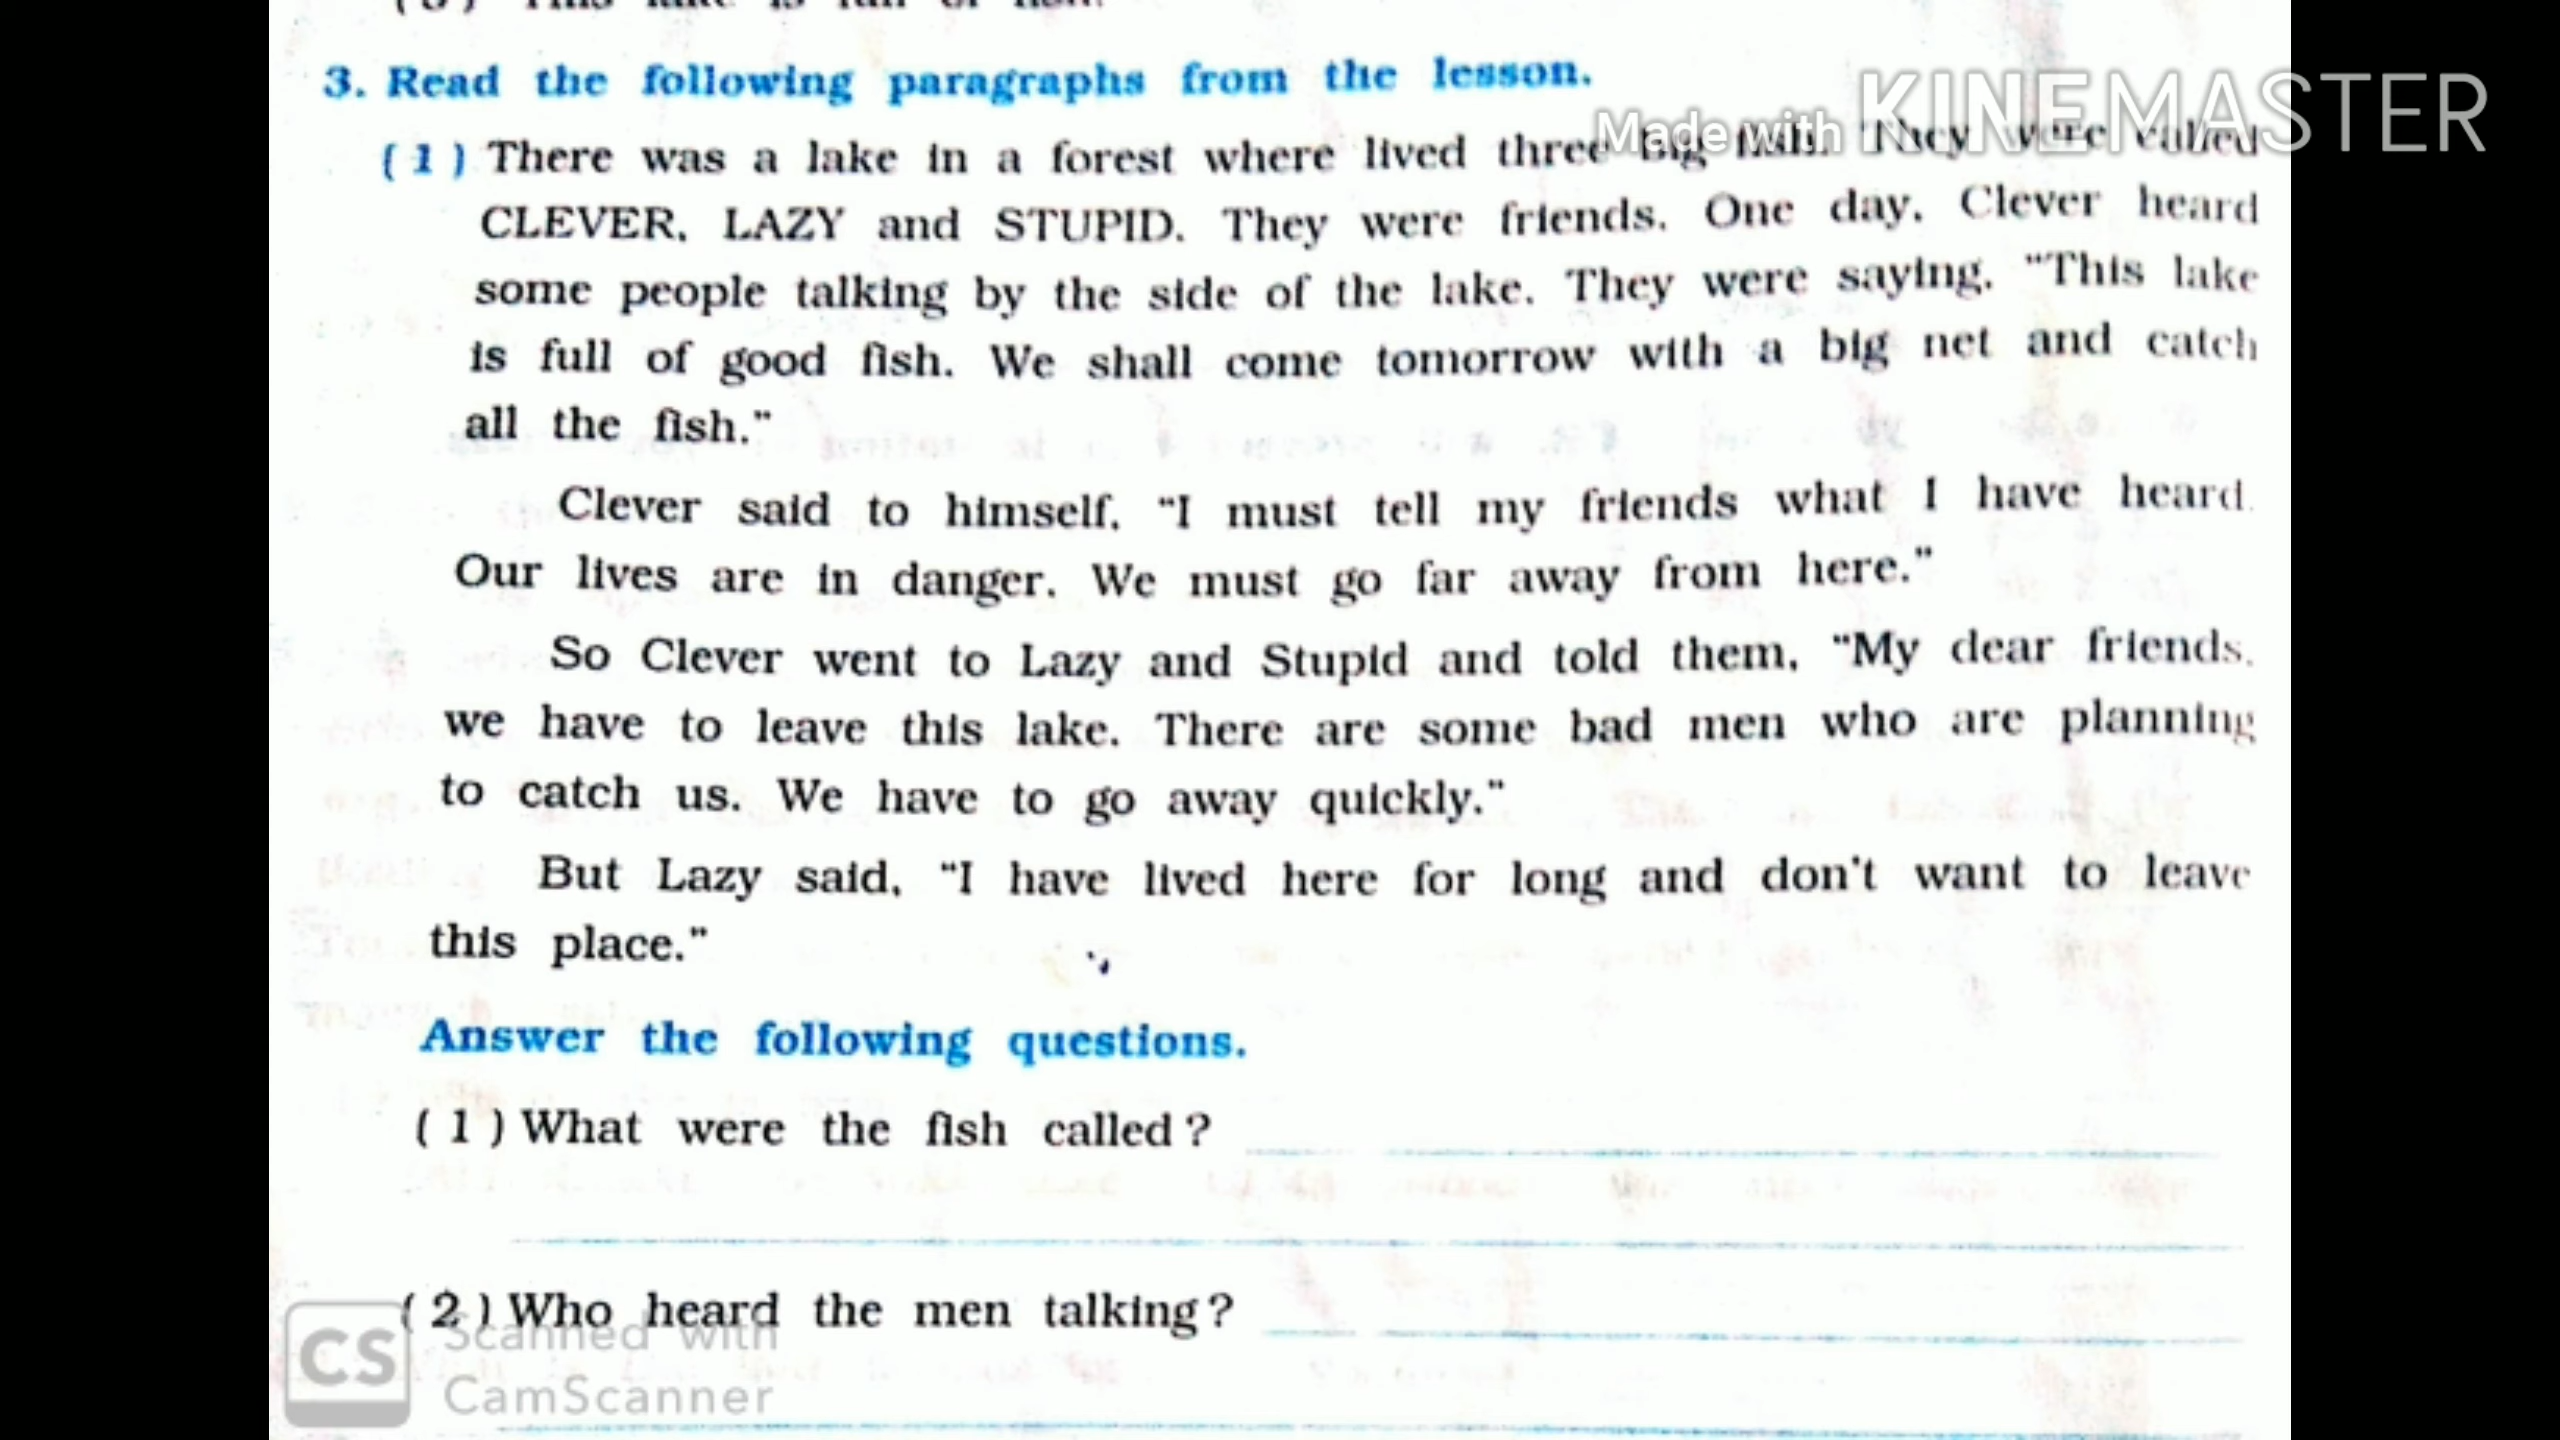 3. Read the following paragraphs from the lesson.
Made with KINEMASTER
(1) There was a lake in a forest where lived three big fish. They were called
CLEVER, LAZY and STUPID. They were friends. One day, Clever heard
some people talking by the side of the lake. They were saying, "This lake
is full of good fish. We shall come tomorrow with a big net and catch
all the fish."
Clever said to himself, "I must tell my friends what I have heard.
Our lives are in danger. We must go far away from here."
So Clever went to Lazy and Stupid and told them, "My dear friends,
we have to leave this lake. There are some bad men who are planning
to catch us. We have to go away quickly."
But Lazy said, "I have lived here for long and don't want to leave
this place."
Answer the following questions.
(1) What were the fish called?
(2) Who heard the men talking?
CS Scanned with
CamScanner